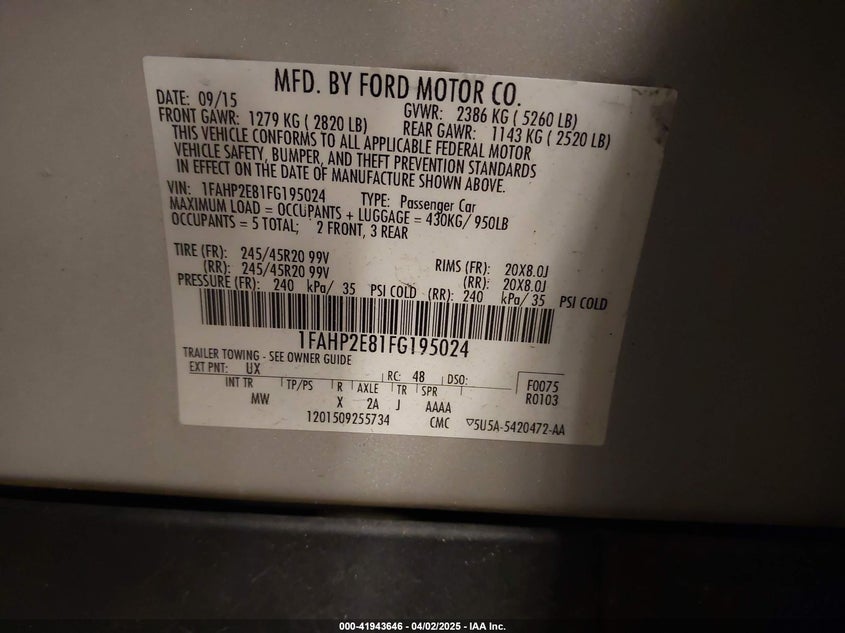 MFD. BY FORD MOTOR CO.
DATE: 09/15 GVWR: 2386 KG ( 5260 LB)
FRONT GAWR: 1279 KG ( 2820 LB) REAR GAWR: 1143 KG ( 2520 LB)
THIS VEHICLE CONFORMS TO ALL APPLICABLE FEDERAL MOTOR
VEHICLE SAFETY, BUMPER, AND THEFT PREVENTION STANDARDS
IN EFFECT ON THE DATE OF MANUFACTURE SHOWN ABOVE.
VIN: 1FAHP2E81FG195024 TYPE: Passenger Car
MAXIMUM LOAD = OCCUPANTS + LUGGAGE = 430KG/ 950LB
OCCUPANTS = 5 TOTAL; 2 FRONT, 3 REAR
TIRE (FR): 245/45R20 99V RIMS (FR): 20X8.0J
(RR): 245/45R20 99V (RR): 20X8.0J
PRESSURE (FR): 240 kPa/ 35 PSI COLD (RR): 240 kPa/ 35 PSI COLD
1FAHP2E81FG195024
TRAILER TOWING - SEE OWNER GUIDE
EXT PNT: UX RC: 48 DSO: F0075
INT TR TP/PS R AXLE TR SPR R0103
MW X 2A J AAAA
1201509255734 CMC ▽5U5A-5420472-AA
000-41943646 - 04/02/2025 - IAA Inc.